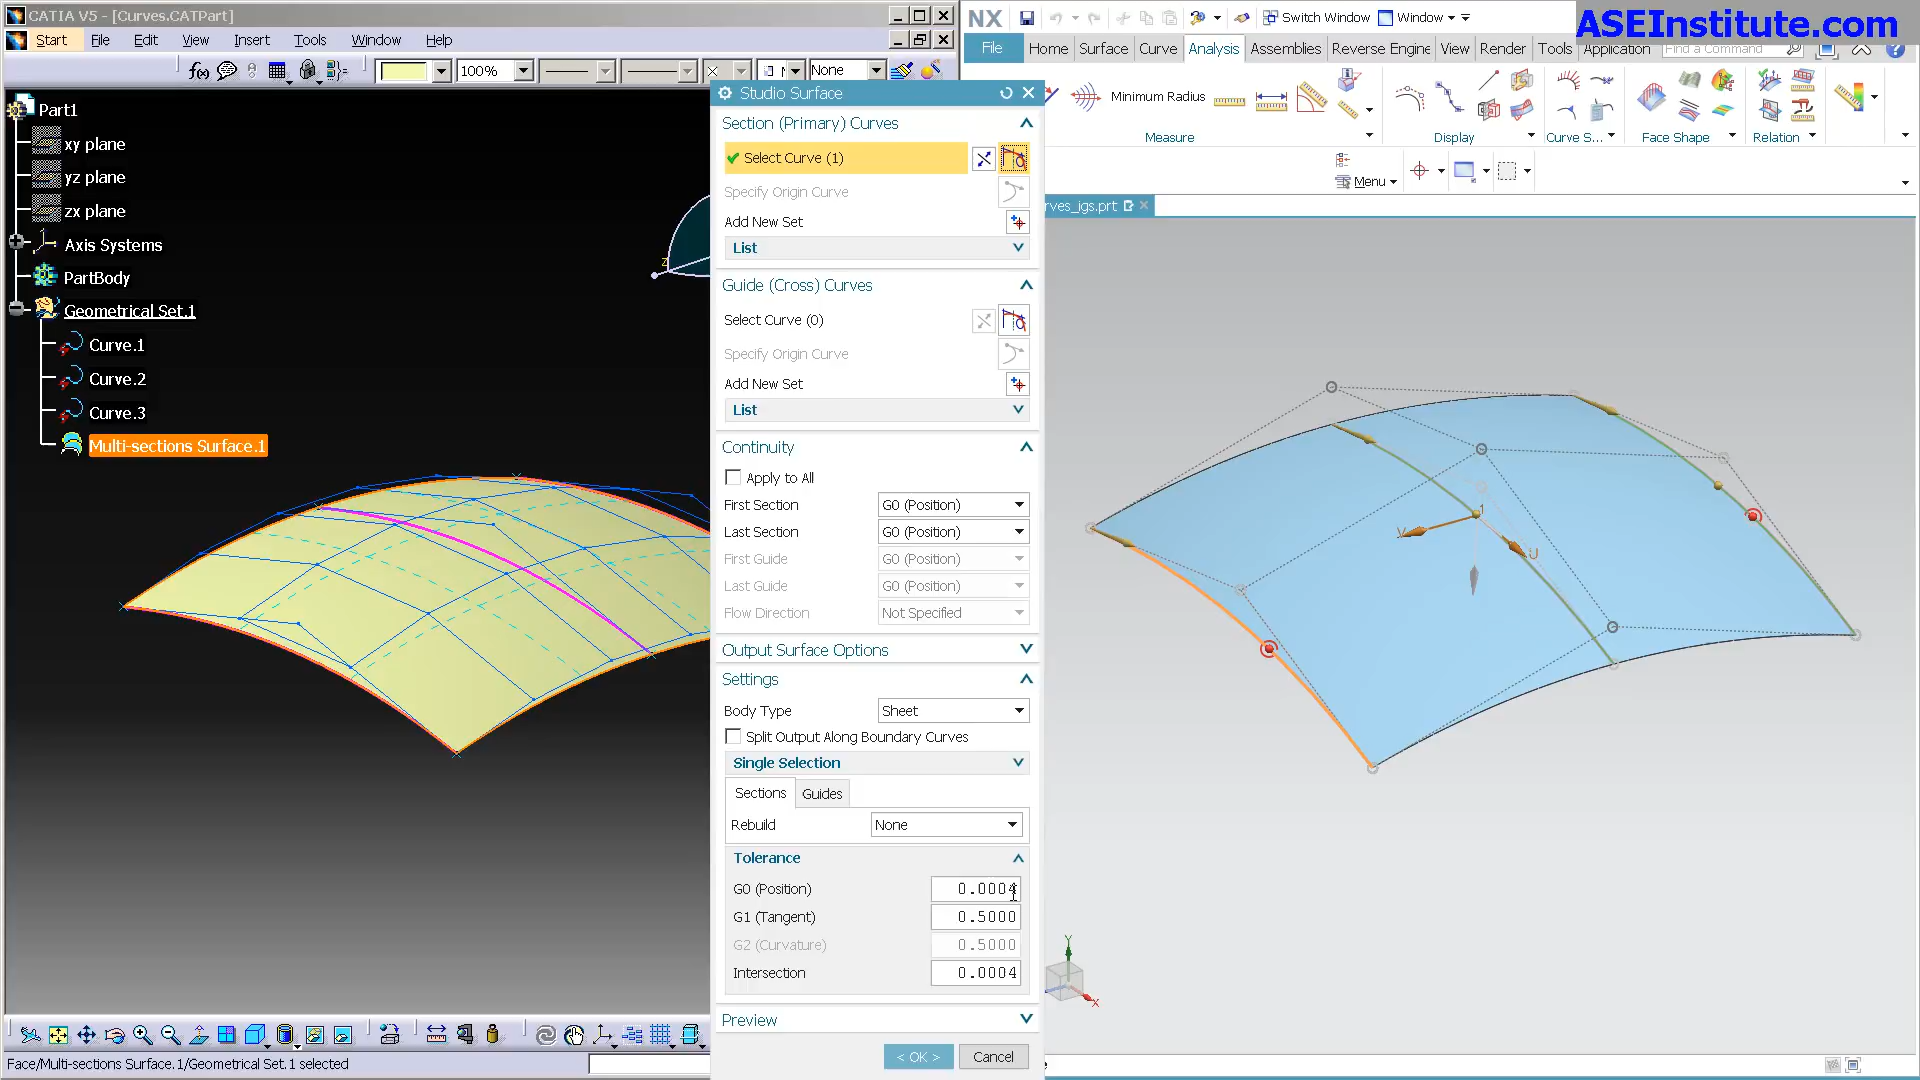 CATIA V5 - [Curves.CATPart]
Start File Edit View Insert Tools Window Help
100% None
Part1
xy plane
yz plane
zx plane
Axis Systems
PartBody
Geometrical Set.1
Curve.1
Curve.2
Curve.3
Multi-sections Surface.1
Z
Face/Multi-sections Surface.1/Geometrical Set.1 selected
Studio Surface
Section (Primary) Curves
Select Curve (1)
Specify Origin Curve
Add New Set
List
Guide (Cross) Curves
Select Curve (0)
Specify Origin Curve
Add New Set
List
Continuity
Apply to All
First Section G0 (Position)
Last Section G0 (Position)
First Guide G0 (Position)
Last Guide G0 (Position)
Flow Direction Not Specified
Output Surface Options
Settings
Body Type Sheet
Split Output Along Boundary Curves
Single Selection
Sections Guides
Rebuild None
Tolerance
G0 (Position) 0.0004
G1 (Tangent) 0.5000
G2 (Curvature) 0.5000
Intersection 0.0004
Preview
< OK > Cancel
NX Switch Window Window
ASEInstitute.com
File Home Surface Curve Analysis Assemblies Reverse Engine View Render Tools Application Find a Command
Minimum Radius
Measure Display Curve S... Face Shape Relation
Menu
rves_igs.prt
V U
Y
X